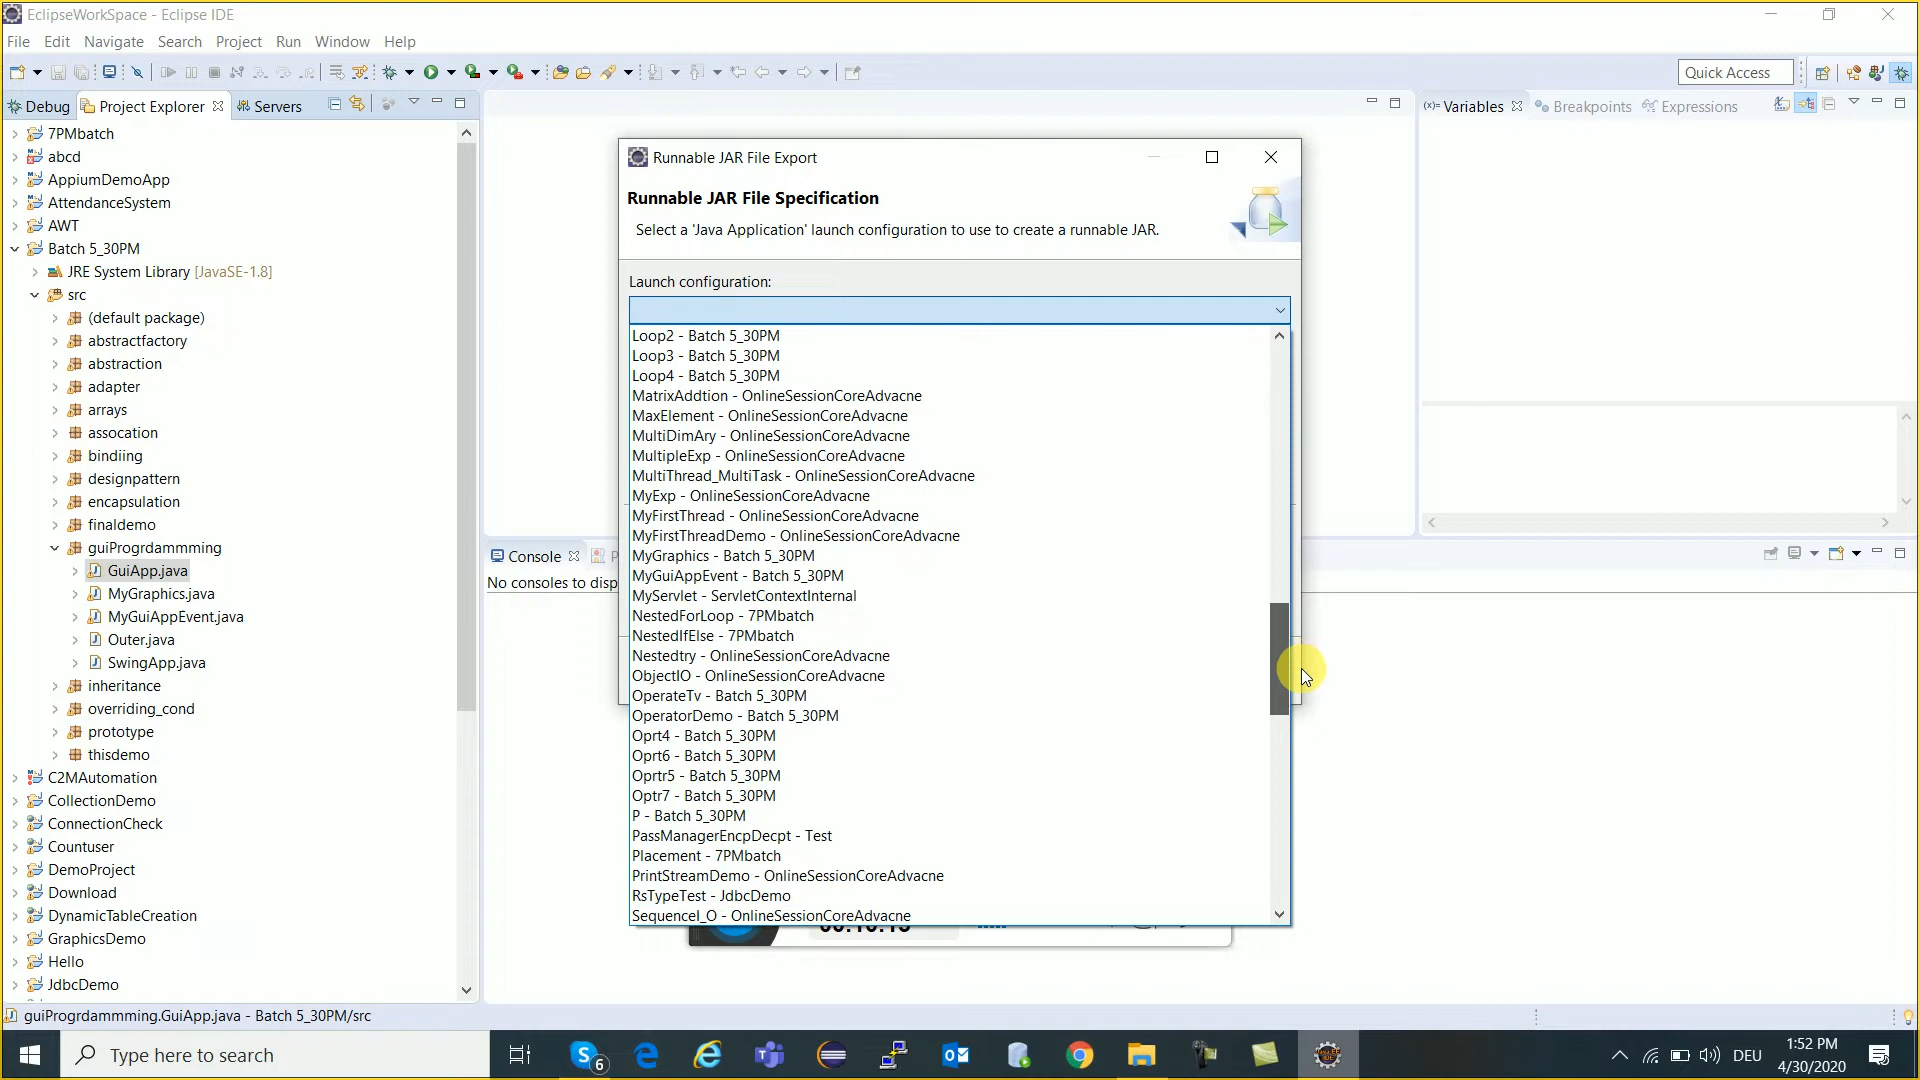 EclipseWorkSpace - Eclipse IDE
File Edit Navigate Search Project Run Window Help
Quick Access
Debug Project Explorer Servers
Variables Breakpoints Expressions
7PMbatch
abcd
AppiumDemoApp
AttendanceSystem
AWT
Batch 5_30PM
JRE System Library [JavaSE-1.8]
src
(default package)
abstractfactory
abstraction
adapter
arrays
assocation
bindiing
designpattern
encapsulation
finaldemo
guiProgrdammming
GuiApp.java
MyGraphics.java
MyGuiAppEvent.java
Outer.java
SwingApp.java
inheritance
overriding_cond
prototype
thisdemo
C2MAutomation
CollectionDemo
ConnectionCheck
Countuser
DemoProject
Download
DynamicTableCreation
GraphicsDemo
Hello
JdbcDemo
Runnable JAR File Export
Runnable JAR File Specification
Select a 'Java Application' launch configuration to use to create a runnable JAR.
Launch configuration:
Loop2 - Batch 5_30PM
Loop3 - Batch 5_30PM
Loop4 - Batch 5_30PM
MatrixAddtion - OnlineSessionCoreAdvacne
MaxElement - OnlineSessionCoreAdvacne
MultiDimAry - OnlineSessionCoreAdvacne
MultipleExp - OnlineSessionCoreAdvacne
MultiThread_MultiTask - OnlineSessionCoreAdvacne
MyExp - OnlineSessionCoreAdvacne
MyFirstThread - OnlineSessionCoreAdvacne
MyFirstThreadDemo - OnlineSessionCoreAdvacne
MyGraphics - Batch 5_30PM
MyGuiAppEvent - Batch 5_30PM
MyServlet - ServletContextInternal
NestedForLoop - 7PMbatch
NestedIfElse - 7PMbatch
Nestedtry - OnlineSessionCoreAdvacne
ObjectIO - OnlineSessionCoreAdvacne
OperateTv - Batch 5_30PM
OperatorDemo - Batch 5_30PM
Oprt4 - Batch 5_30PM
Oprt6 - Batch 5_30PM
Oprtr5 - Batch 5_30PM
Optr7 - Batch 5_30PM
P - Batch 5_30PM
PassManagerEncpDecpt - Test
Placement - 7PMbatch
PrintStreamDemo - OnlineSessionCoreAdvacne
RsTypeTest - JdbcDemo
SequenceI_O - OnlineSessionCoreAdvacne
Console P
No consoles to disp
guiProgrdammming.GuiApp.java - Batch 5_30PM/src
Type here to search
6
DEU
1:52 PM
4/30/2020